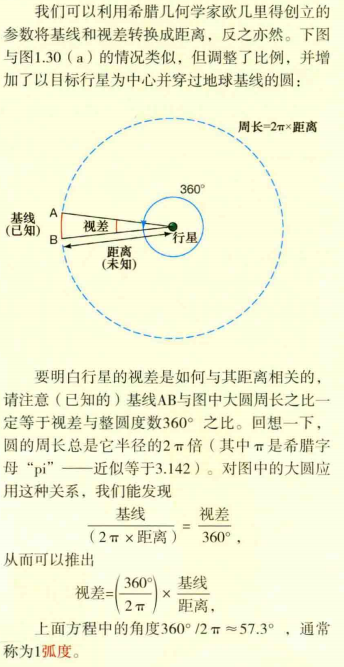 我们可以利用希腊几何学家欧几里得创立的
参数将基线和视差转换成距离，反之亦然。下图
与图1.30（a）的情况类似，但调整了比例，并增
加了以目标行星为中心并穿过地球基线的圆：
周长=2π×距离
360°
A
基线
(已知)
视差
B
行星
距离
(未知)
要明白行星的视差是如何与其距离相关的，
请注意（已知的）基线AB与图中大圆周长之比一
定等于视差与整圆度数360°之比。回想一下，
圆的周长总是它半径的2π倍（其中π是希腊字
母“pi”——近似等于3.142）。对图中的大圆应
用这种关系，我们能发现
基线/（2π×距离）=视差/360°，
从而可以推出
视差=(360°/2π)×基线/距离，
上面方程中的角度360°/2π≈57.3°，通常
称为1弧度。